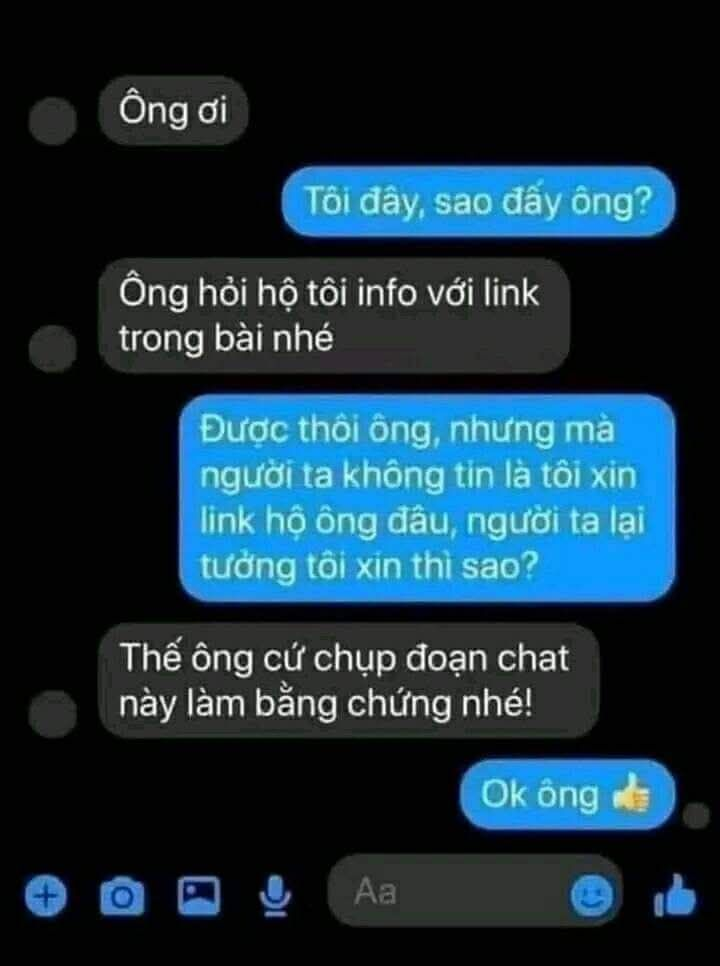 Ông ơi
Tôi đây, sao đấy ông?
Ông hỏi hộ tôi info với link
trong bài nhé
Được thôi ông, nhưng mà
người ta không tin là tôi xin
link hộ ông đâu, người ta lại
tưởng tôi xin thì sao?
Thế ông cứ chụp đoạn chat
này làm bằng chứng nhé!
Ok ông 👍
Aa